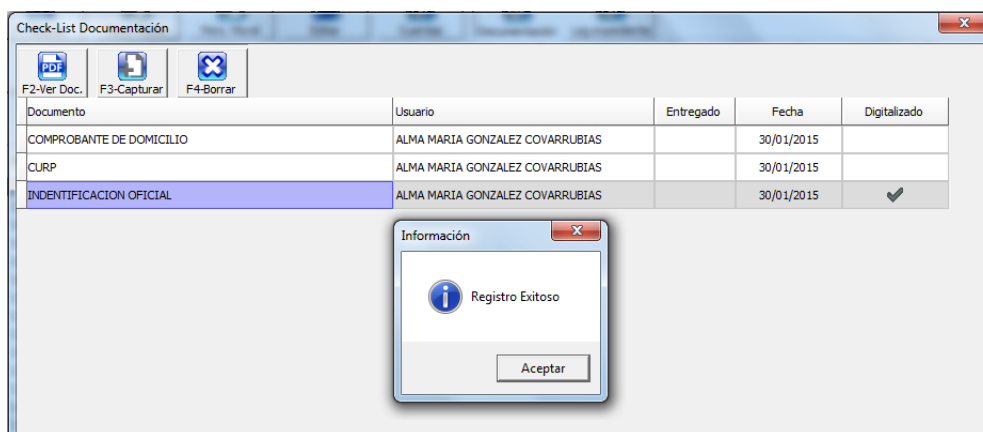 Check-List Documentación
PDF
F2-Ver Doc. F3-Capturar F4-Borrar
Documento Usuario Entregado Fecha Digitalizado
COMPROBANTE DE DOMICILIO ALMA MARIA GONZALEZ COVARRUBIAS 30/01/2015
CURP ALMA MARIA GONZALEZ COVARRUBIAS 30/01/2015
INDENTIFICACION OFICIAL ALMA MARIA GONZALEZ COVARRUBIAS 30/01/2015
Información
Registro Exitoso
Aceptar